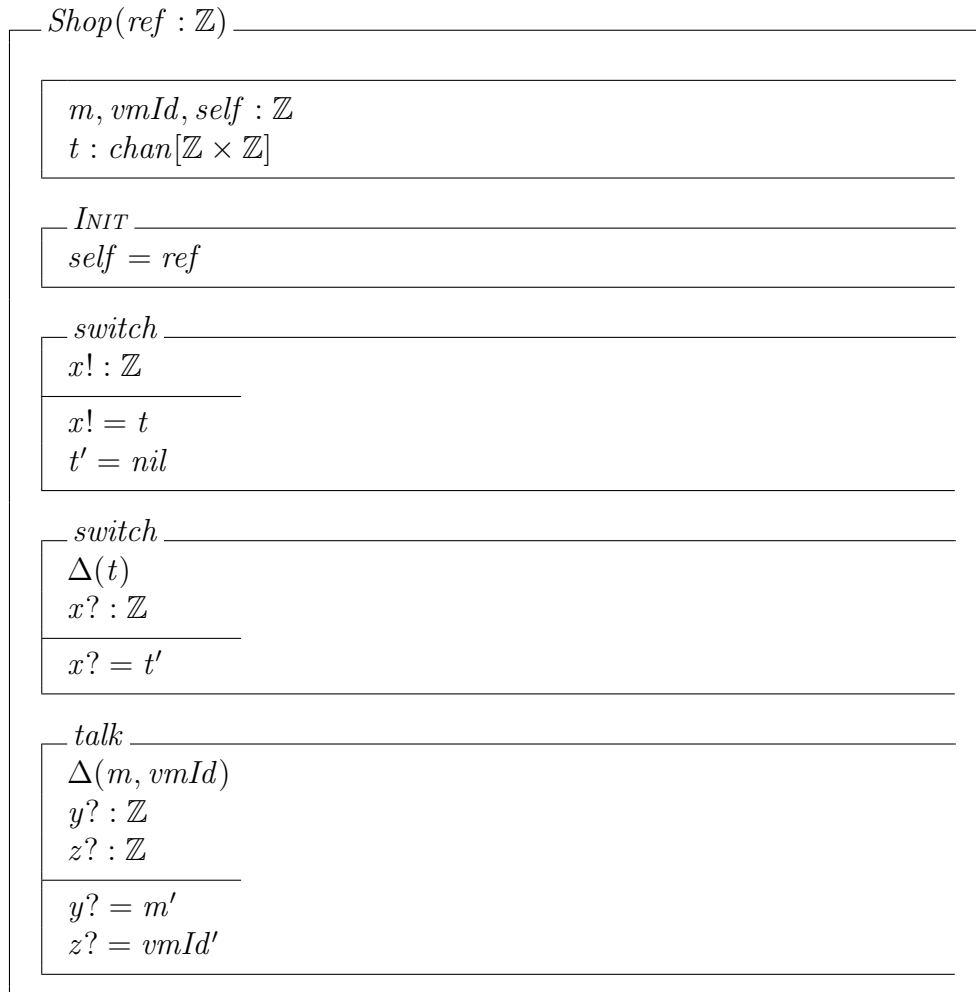 Shop(ref : ℤ)
m, vmId, self : ℤ
t : chan[ℤ × ℤ]
INIT
self = ref
switch
x! : ℤ
x! = t
t′ = nil
switch
Δ(t)
x? : ℤ
x? = t′
talk
Δ(m, vmId)
y? : ℤ
z? : ℤ
y? = m′
z? = vmId′